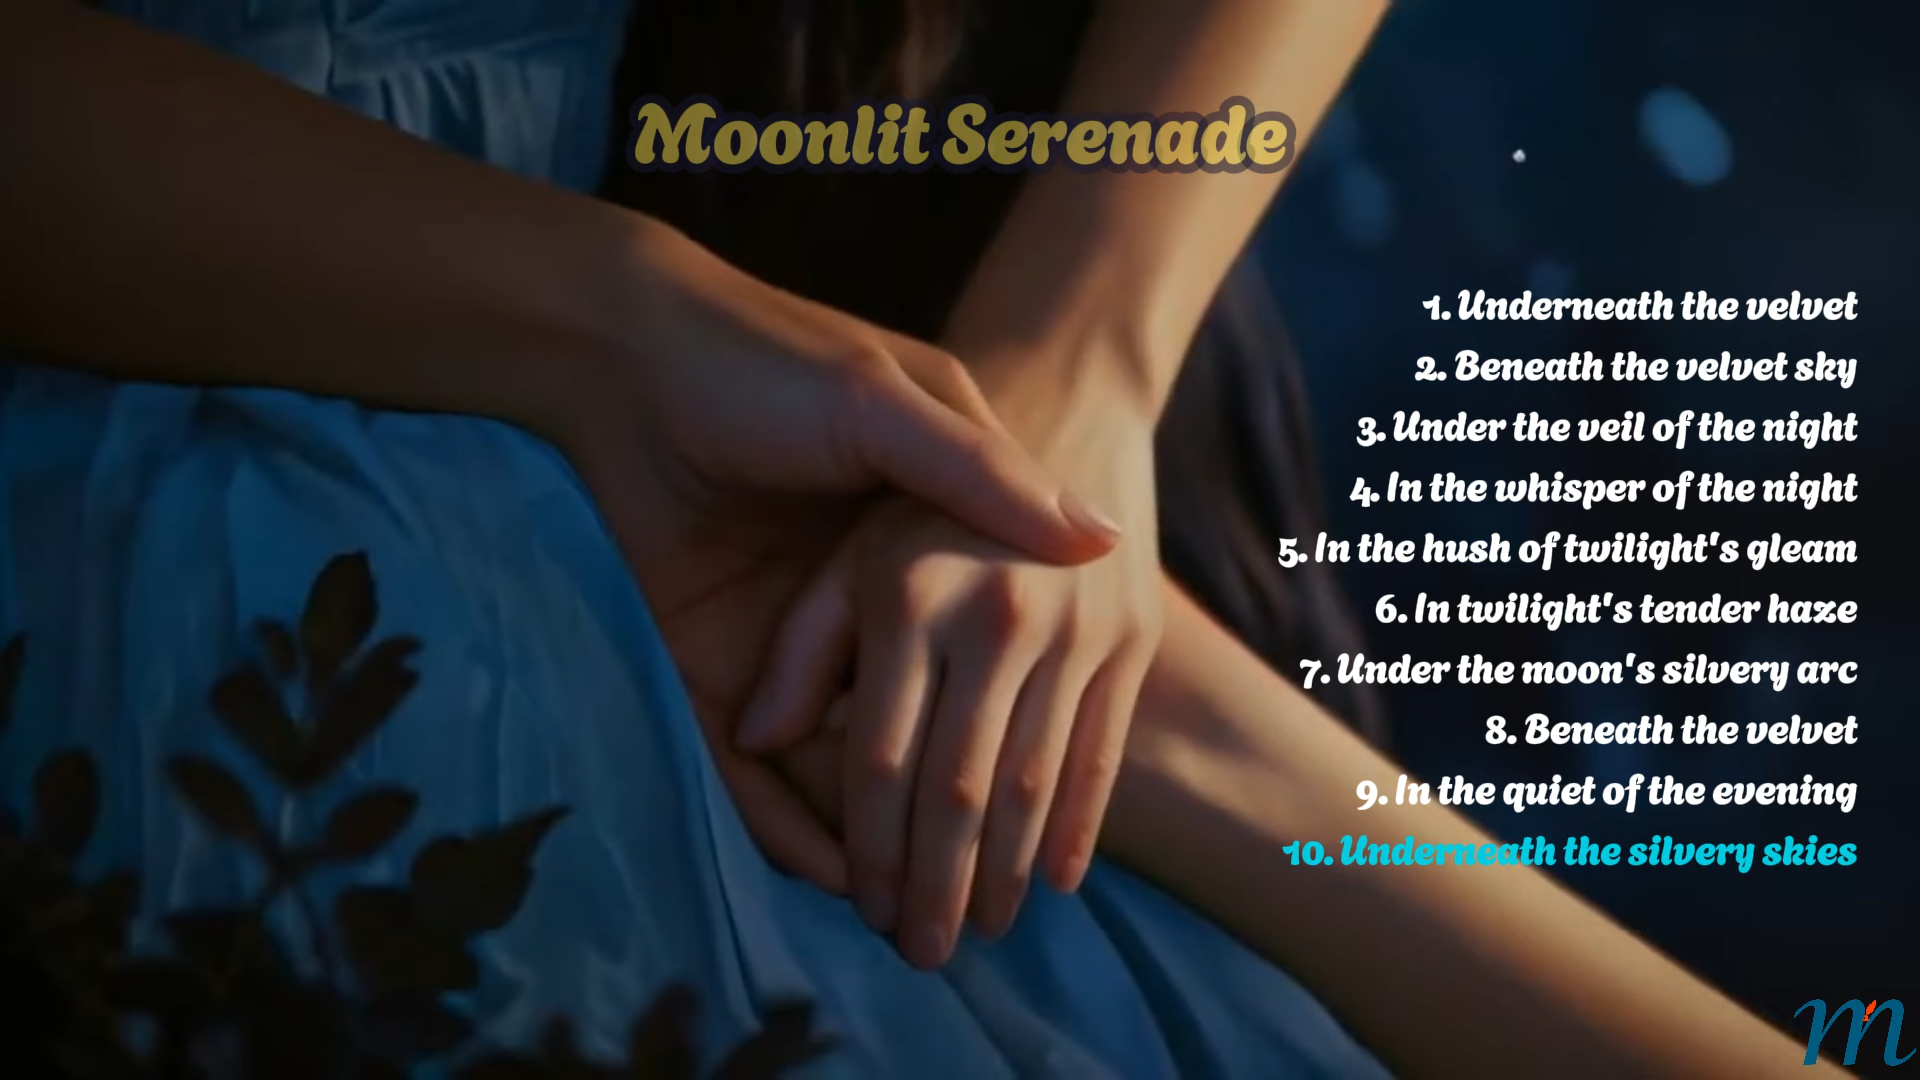 Moonlit Serenade
1. Underneath the velvet
2. Beneath the velvet sky
3. Under the veil of the night
4. In the whisper of the night
5. In the hush of twilight's gleam
6. In twilight's tender haze
7. Under the moon's silvery arc
8. Beneath the velvet
9. In the quiet of the evening
10. Underneath the silvery skies
m